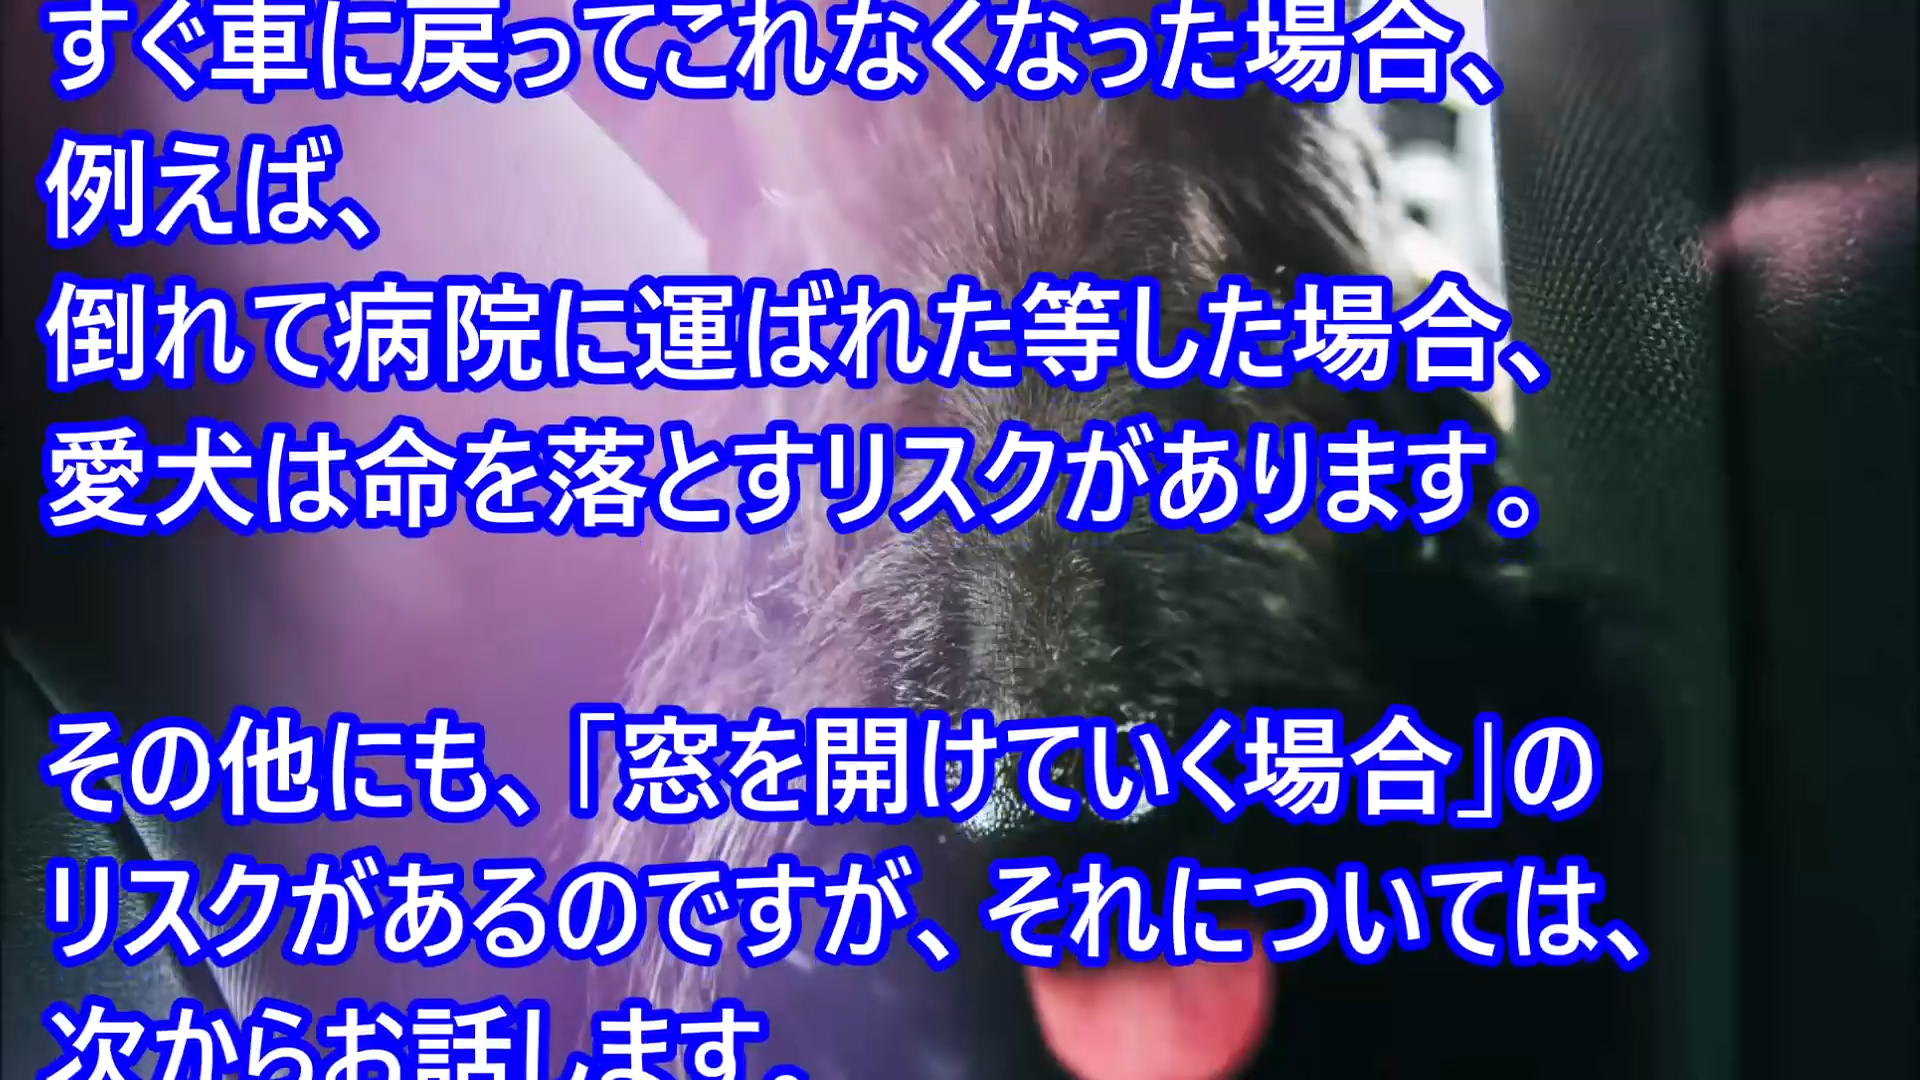 すぐ車に戻ってこれなくなった場合、
例えば、
倒れて病院に運ばれた等した場合、
愛犬は命を落とすリスクがあります。
その他にも、「窓を開けていく場合」の
リスクがあるのですが、それについては、
次からお話します。